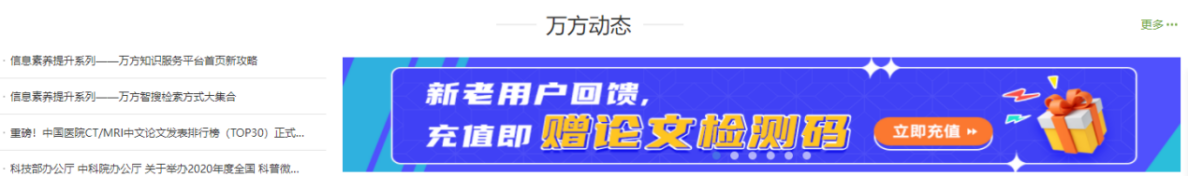 万方动态
更多
· 信息素养提升系列——万方知识服务平台首页新攻略
· 信息素养提升系列——万方智搜检索方式大集合
· 重磅！中国医院CT/MRI中文论文发表排行榜（TOP30）正式...
· 科技部办公厅 中科院办公厅 关于举办2020年度全国 科普微...
新老用户回馈，
充值即 赠论文检测码
立即充值